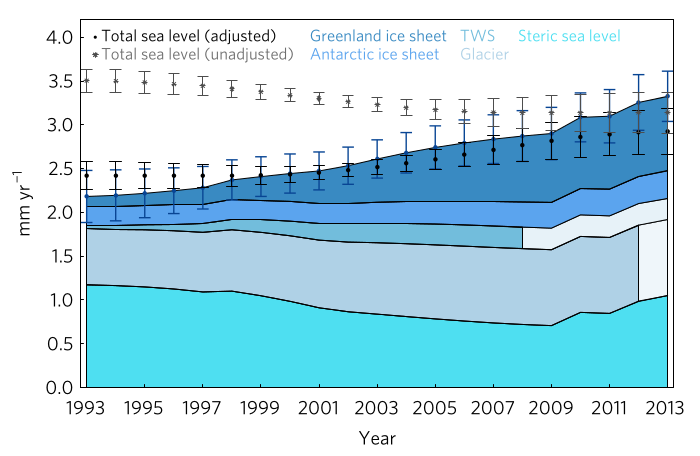 Total sea level (adjusted) Greenland ice sheet TWS Steric sea level
Total sea level (unadjusted) Antarctic ice sheet Glacier
4.0
3.5
3.0
2.5
2.0
1.5
1.0
0.5
0.0
mm yr⁻¹
1993 1995 1997 1999 2001 2003 2005 2007 2009 2011 2013
Year